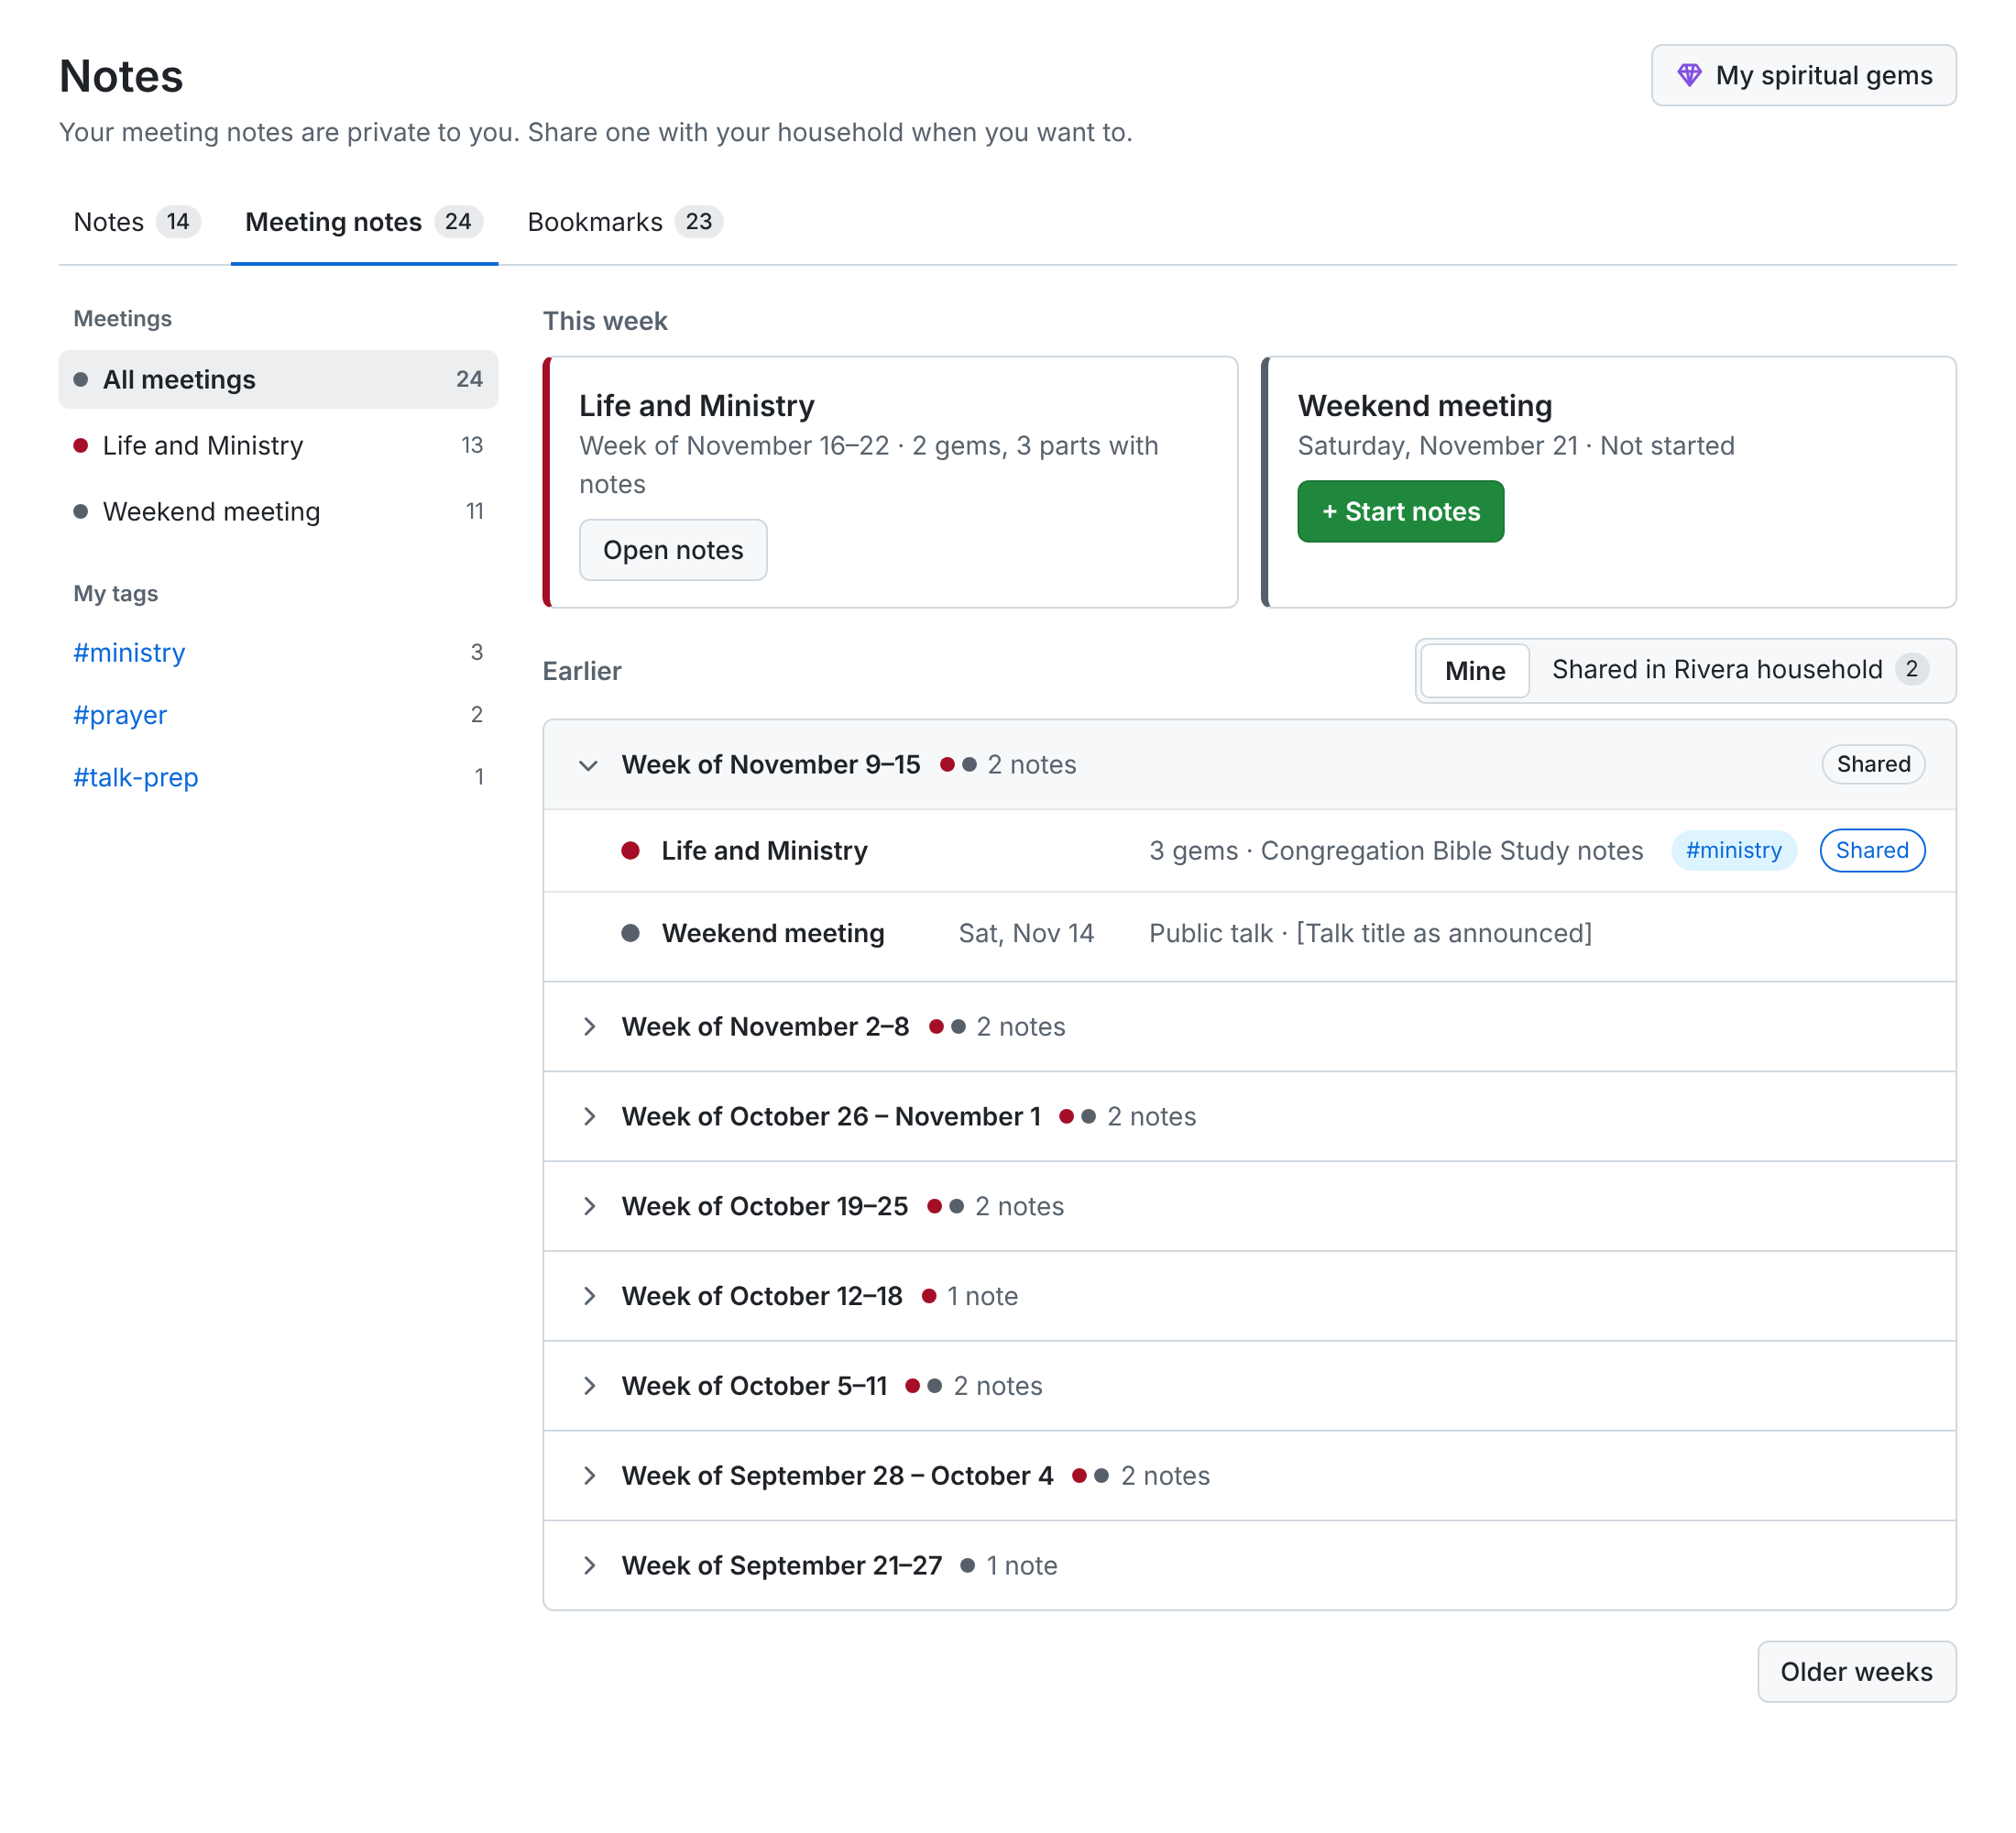 Notes
My spiritual gems
Your meeting notes are private to you. Share one with your household when you want to.
Notes 14
Meeting notes 24
Bookmarks 23
Meetings
All meetings 24
Life and Ministry 13
Weekend meeting 11
My tags
#ministry 3
#prayer 2
#talk-prep 1
This week
Life and Ministry
Week of November 16–22 · 2 gems, 3 parts with
notes
Open notes
Weekend meeting
Saturday, November 21 · Not started
+ Start notes
Earlier
Mine
Shared in Rivera household 2
Week of November 9–15 2 notes Shared
Life and Ministry 3 gems · Congregation Bible Study notes #ministry Shared
Weekend meeting Sat, Nov 14 Public talk · [Talk title as announced]
Week of November 2–8 2 notes
Week of October 26 – November 1 2 notes
Week of October 19–25 2 notes
Week of October 12–18 1 note
Week of October 5–11 2 notes
Week of September 28 – October 4 2 notes
Week of September 21–27 1 note
Older weeks